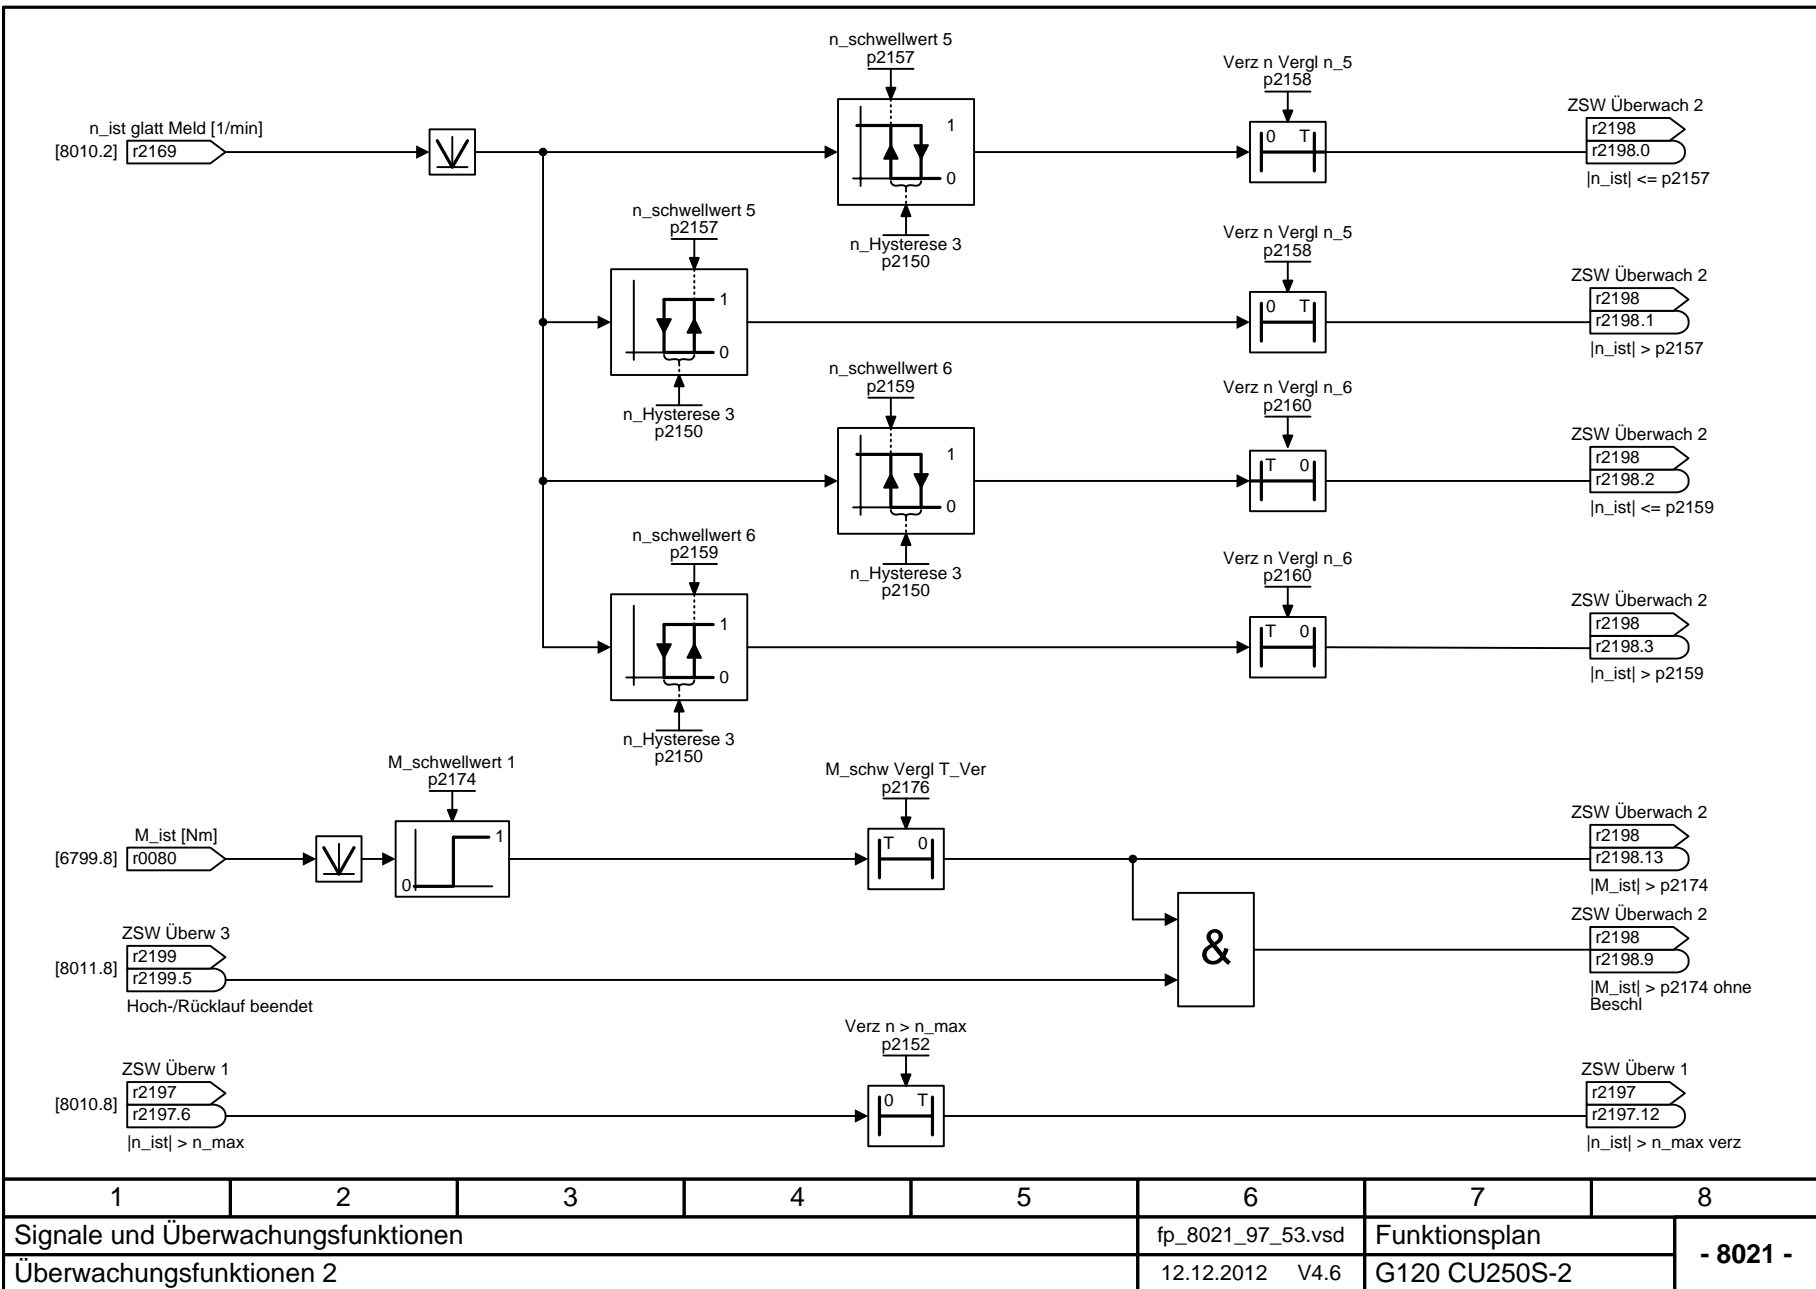 n_schwellwert 5
p2157
Verz n Vergl n_5
p2158
n_ist glatt Meld [1/min]
[8010.2] r2169
1
0
0 T
ZSW Überwach 2
r2198
r2198.0
|n_ist| <= p2157
n_Hysterese 3
p2150
n_schwellwert 5
p2157
Verz n Vergl n_5
p2158
1
0
0 T
ZSW Überwach 2
r2198
r2198.1
|n_ist| > p2157
n_Hysterese 3
p2150
n_schwellwert 6
p2159
Verz n Vergl n_6
p2160
1
0
T 0
ZSW Überwach 2
r2198
r2198.2
|n_ist| <= p2159
n_Hysterese 3
p2150
n_schwellwert 6
p2159
Verz n Vergl n_6
p2160
1
0
T 0
ZSW Überwach 2
r2198
r2198.3
|n_ist| > p2159
n_Hysterese 3
p2150
M_schwellwert 1
p2174
M_schw Vergl T_Ver
p2176
M_ist [Nm]
[6799.8] r0080
1
0
T 0
ZSW Überwach 2
r2198
r2198.13
|M_ist| > p2174
ZSW Überw 3
r2199
[8011.8] r2199.5
Hoch-/Rücklauf beendet
&
ZSW Überwach 2
r2198
r2198.9
|M_ist| > p2174 ohne
Beschl
Verz n > n_max
p2152
ZSW Überw 1
r2197
[8010.8] r2197.6
|n_ist| > n_max
0 T
ZSW Überw 1
r2197
r2197.12
|n_ist| > n_max verz
1 2 3 4 5 6 7 8
Signale und Überwachungsfunktionen fp_8021_97_53.vsd Funktionsplan
- 8021 -
Überwachungsfunktionen 2 12.12.2012 V4.6 G120 CU250S-2